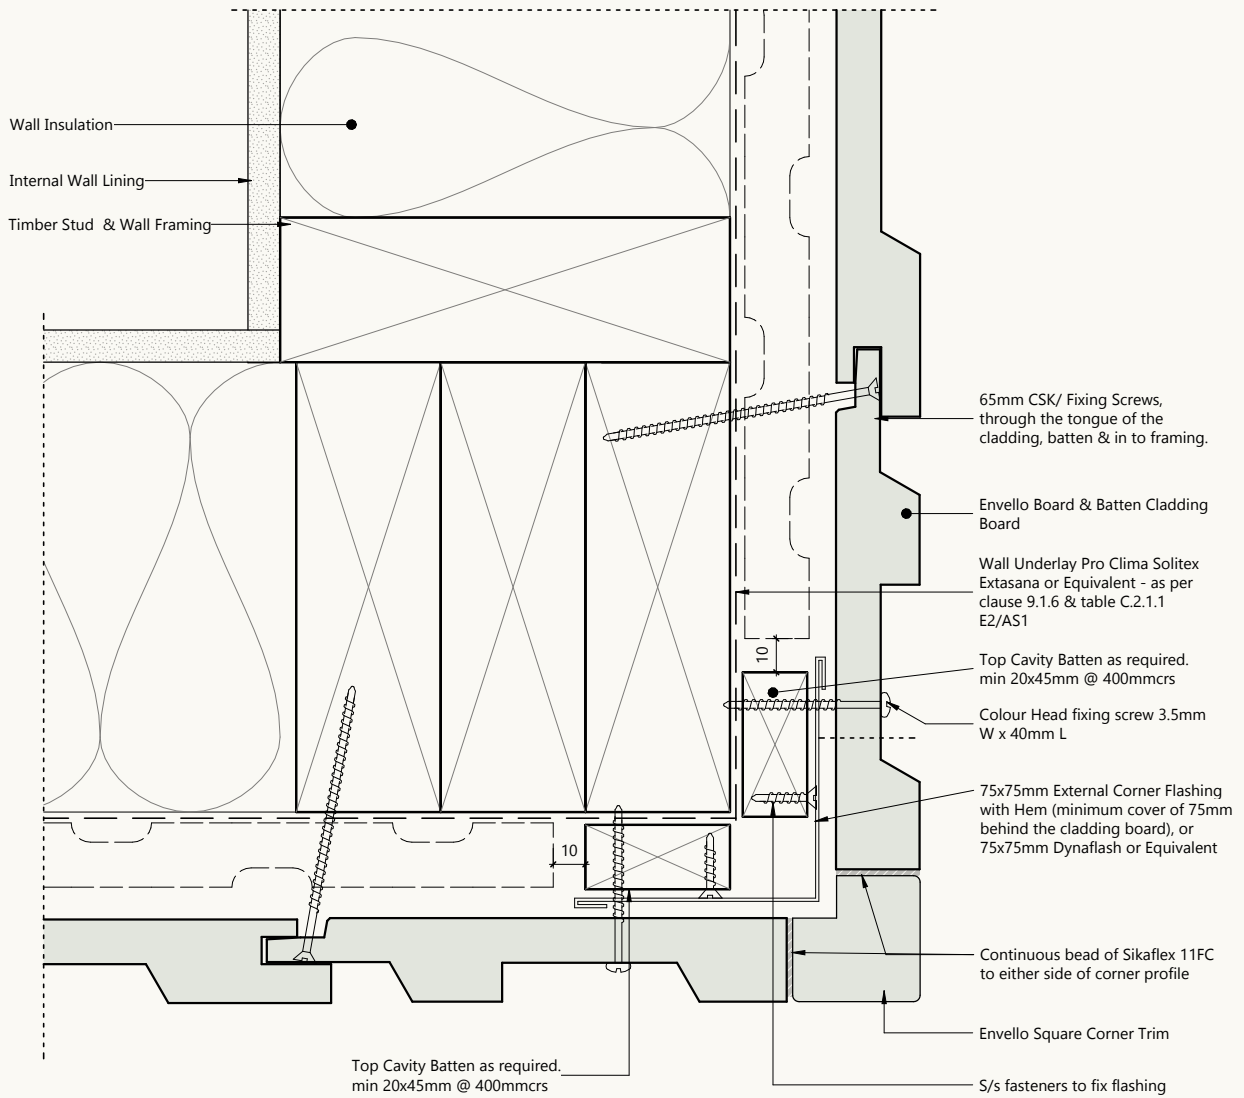 Wall Insulation
Internal Wall Lining
Timber Stud & Wall Framing
65mm CSK/ Fixing Screws,
through the tongue of the
cladding, batten & in to framing.
Envello Board & Batten Cladding
Board
Wall Underlay Pro Clima Solitex
Extasana or Equivalent - as per
clause 9.1.6 & table C.2.1.1
E2/AS1
10
Top Cavity Batten as required.
min 20x45mm @ 400mmcrs
Colour Head fixing screw 3.5mm
W x 40mm L
75x75mm External Corner Flashing
with Hem (minimum cover of 75mm
behind the cladding board), or
75x75mm Dynaflash or Equivalent
10
Continuous bead of Sikaflex 11FC
to either side of corner profile
Envello Square Corner Trim
Top Cavity Batten as required.
min 20x45mm @ 400mmcrs
S/s fasteners to fix flashing